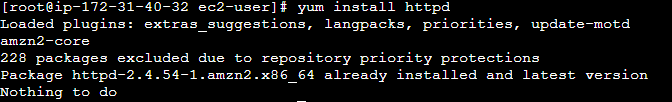 [root@ip-172-31-40-32 ec2-user]# yum install httpd
Loaded plugins: extras_suggestions, langpacks, priorities, update-motd
amzn2-core
228 packages excluded due to repository priority protections
Package httpd-2.4.54-1.amzn2.x86_64 already installed and latest version
Nothing to do